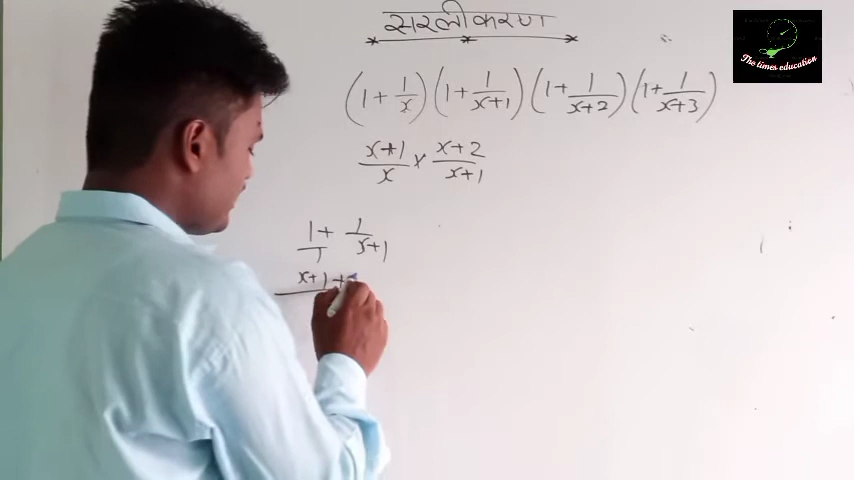 सरलीकरण
The times education
(1 + 1/x) (1 + 1/(x+1)) (1 + 1/(x+2)) (1 + 1/(x+3))
(x+1)/x × (x+2)/(x+1)
1/1 + 1/(x+1)
x+1 +